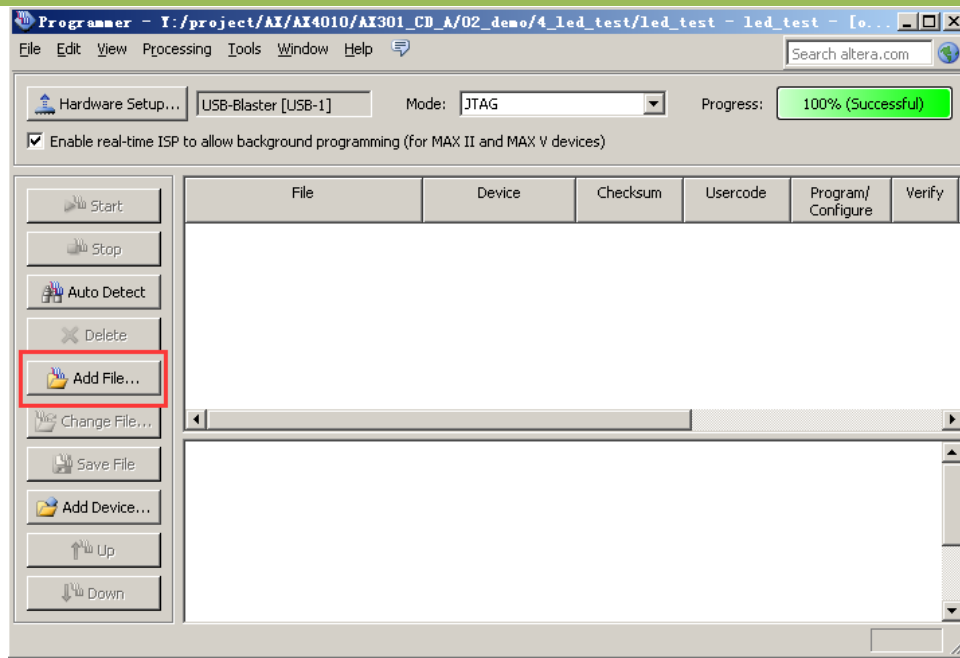 Programmer - Y:/project/AX/AX4010/AX301_CD_A/02_demo/4_led_test/led_test - led_test - [o...
File Edit View Processing Tools Window Help
Search altera.com
Hardware Setup... USB-Blaster [USB-1] Mode: JTAG Progress: 100% (Successful)
Enable real-time ISP to allow background programming (for MAX II and MAX V devices)
File Device Checksum Usercode Program/ Verify
Configure
Start
Stop
Auto Detect
Delete
Add File...
Change File...
Save File
Add Device...
Up
Down